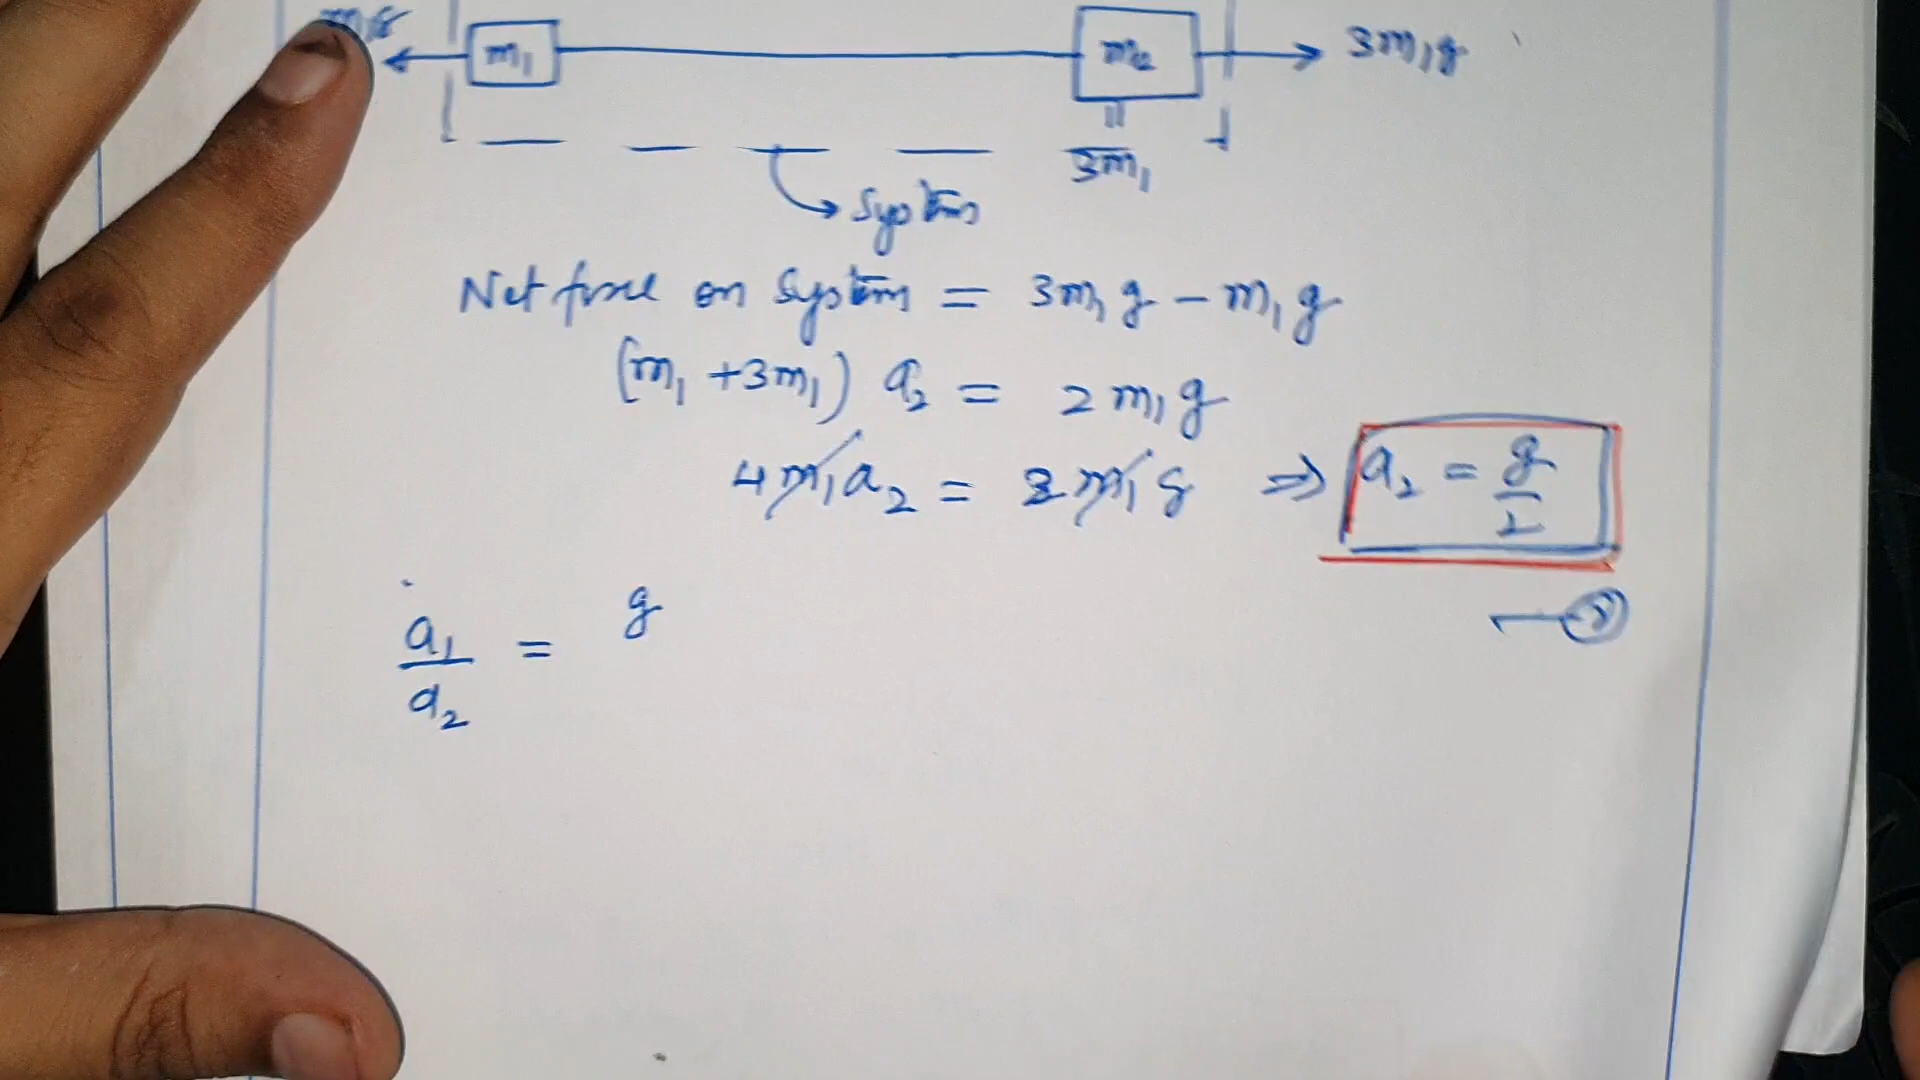 m₁g m₁ m₂ 3m₁g
3m₁
System
Net force on System = 3m₁g - m₁g
(m₁ + 3m₁) a₂ = 2m₁g
4m₁a₂ = 2m₁g ⇒ a₂ = g/2
a₁/a₂ = g